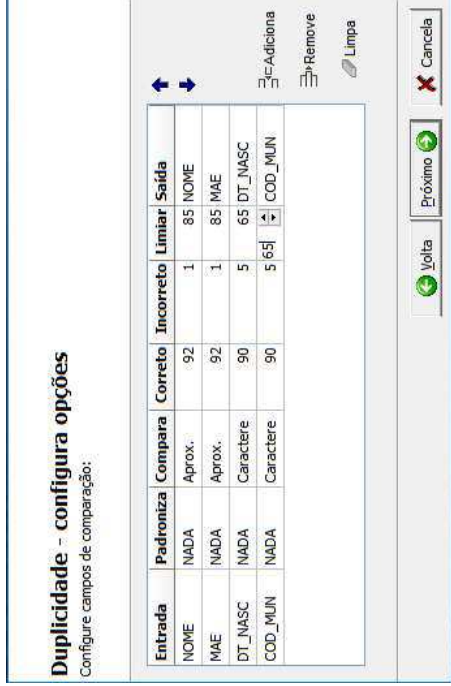 Duplicidade - configura opções
Configure campos de comparação:
Entrada Padroniza Compara Correto Incorreto Limiar Saída
NOME NADA Aprox. 92 1 85 NOME
MAE NADA Aprox. 92 1 85 MAE
DT_NASC NADA Caractere 90 5 65 DT_NASC
COD_MUN NADA Caractere 90 5 65 COD_MUN
Adiciona
Remove
Limpa
Volta Próximo Cancela